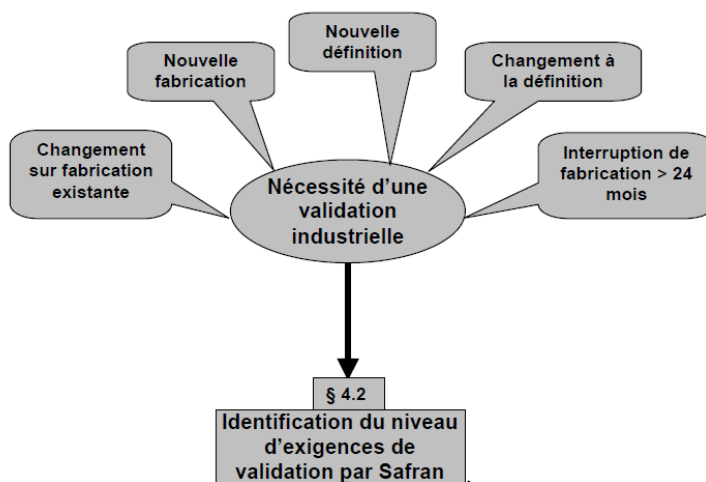 Changement
sur fabrication
existante
Nouvelle
fabrication
Nouvelle
définition
Changement à
la définition
Interruption de
fabrication > 24
mois
Nécessité d'une
validation
industrielle
§ 4.2
Identification du niveau
d'exigences de
validation par Safran